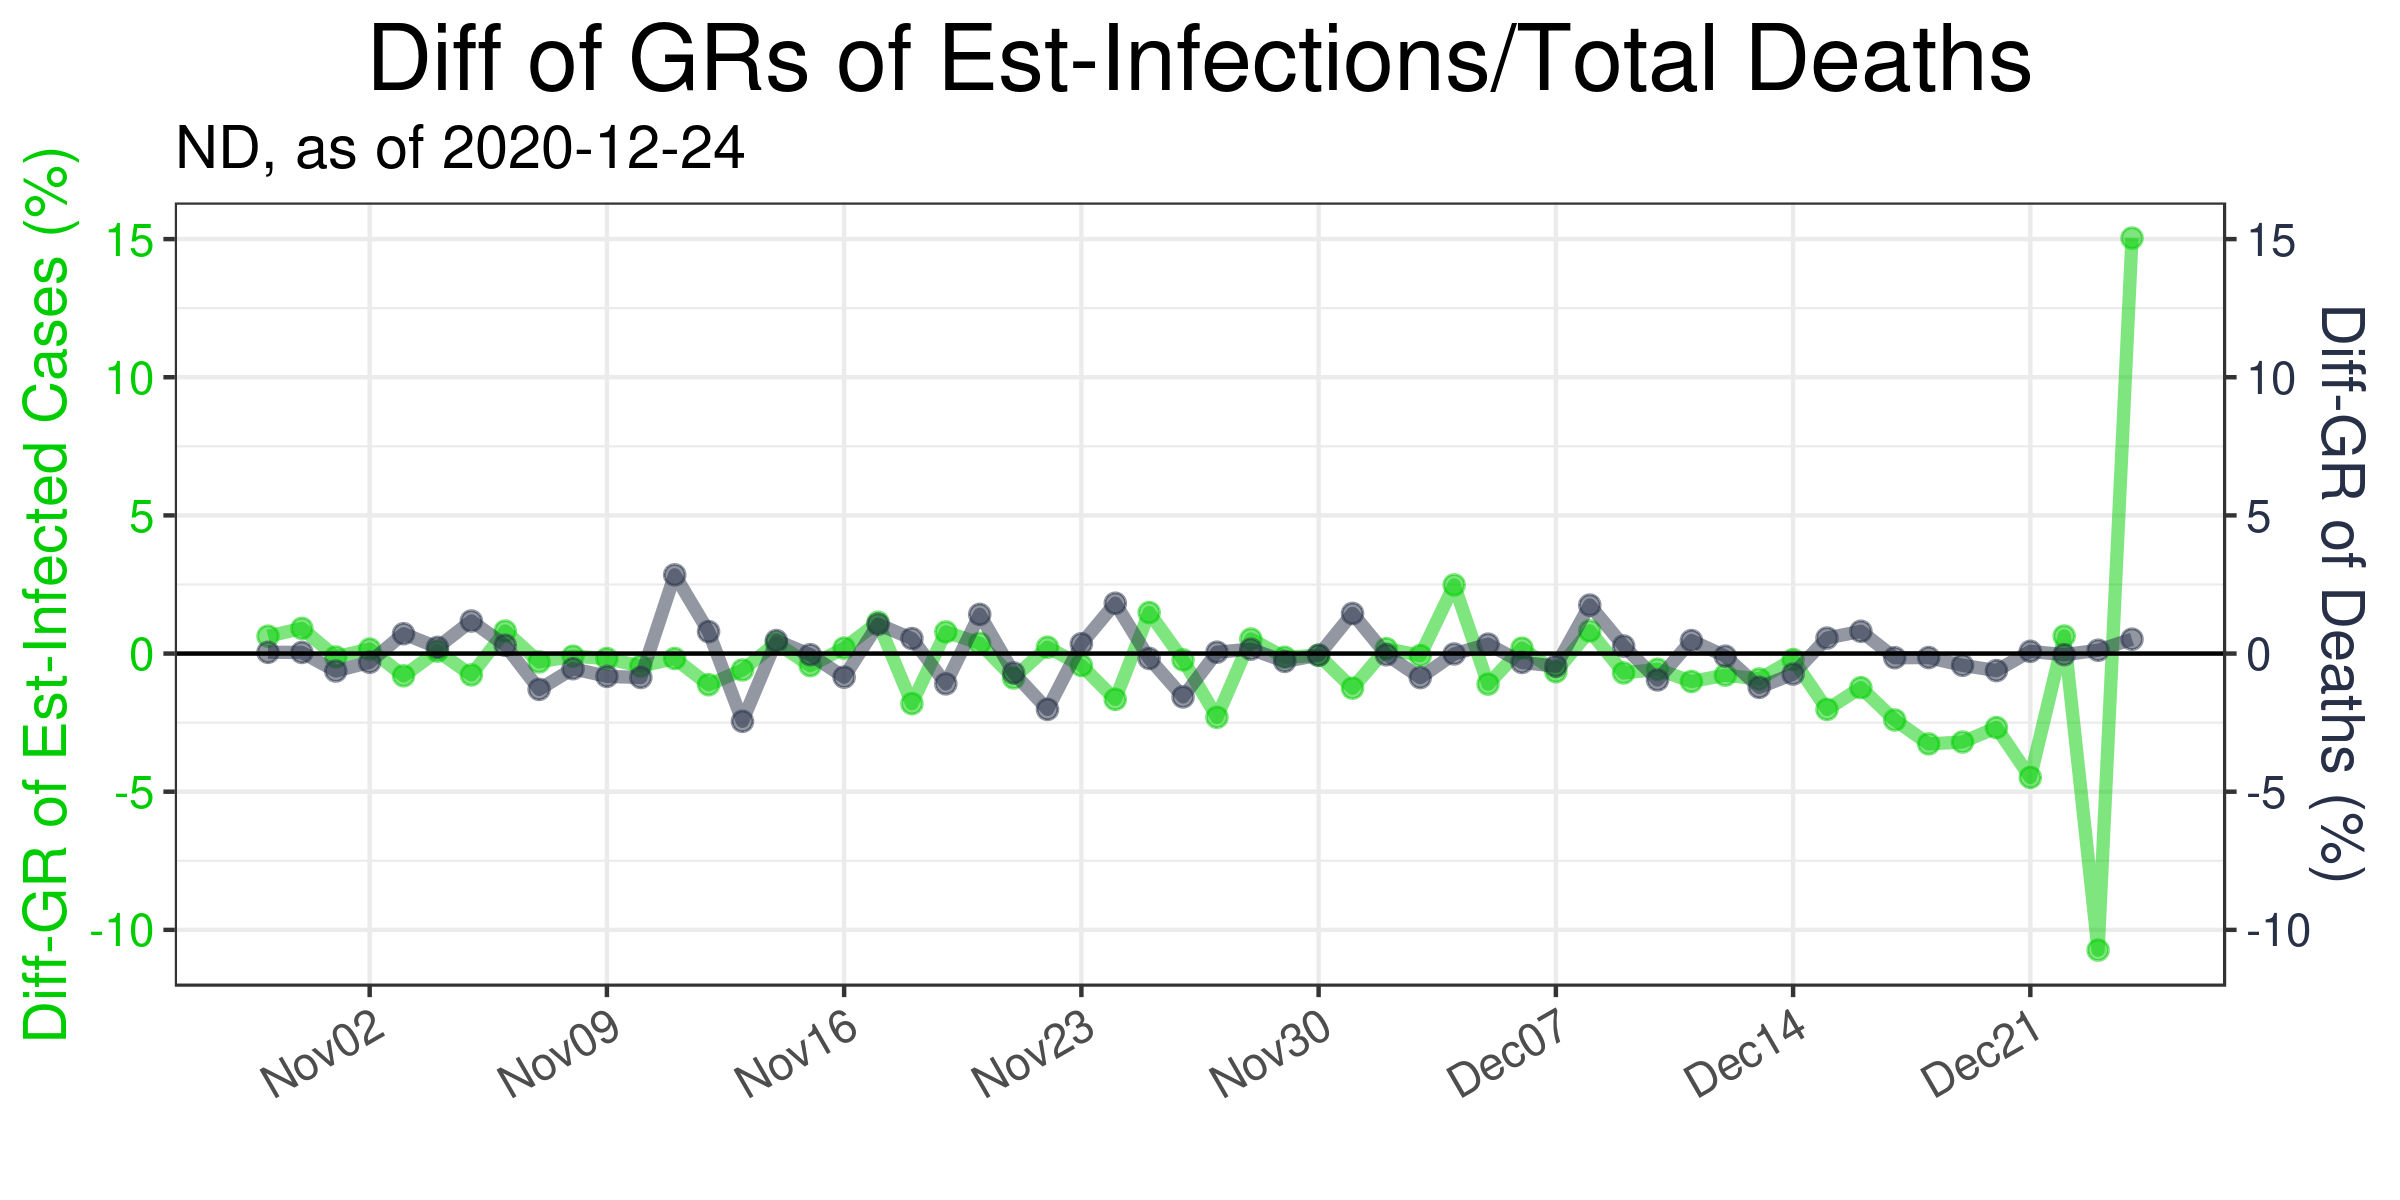 Diff of GRs of Est-Infections/Total Deaths
ND, as of 2020-12-24
Diff-GR of Est-Infected Cases (%)
15
10
5
0
-5
-10
15
10
5
0
-5
-10
Diff-GR of Deaths (%)
Nov02
Nov09
Nov16
Nov23
Nov30
Dec07
Dec14
Dec21